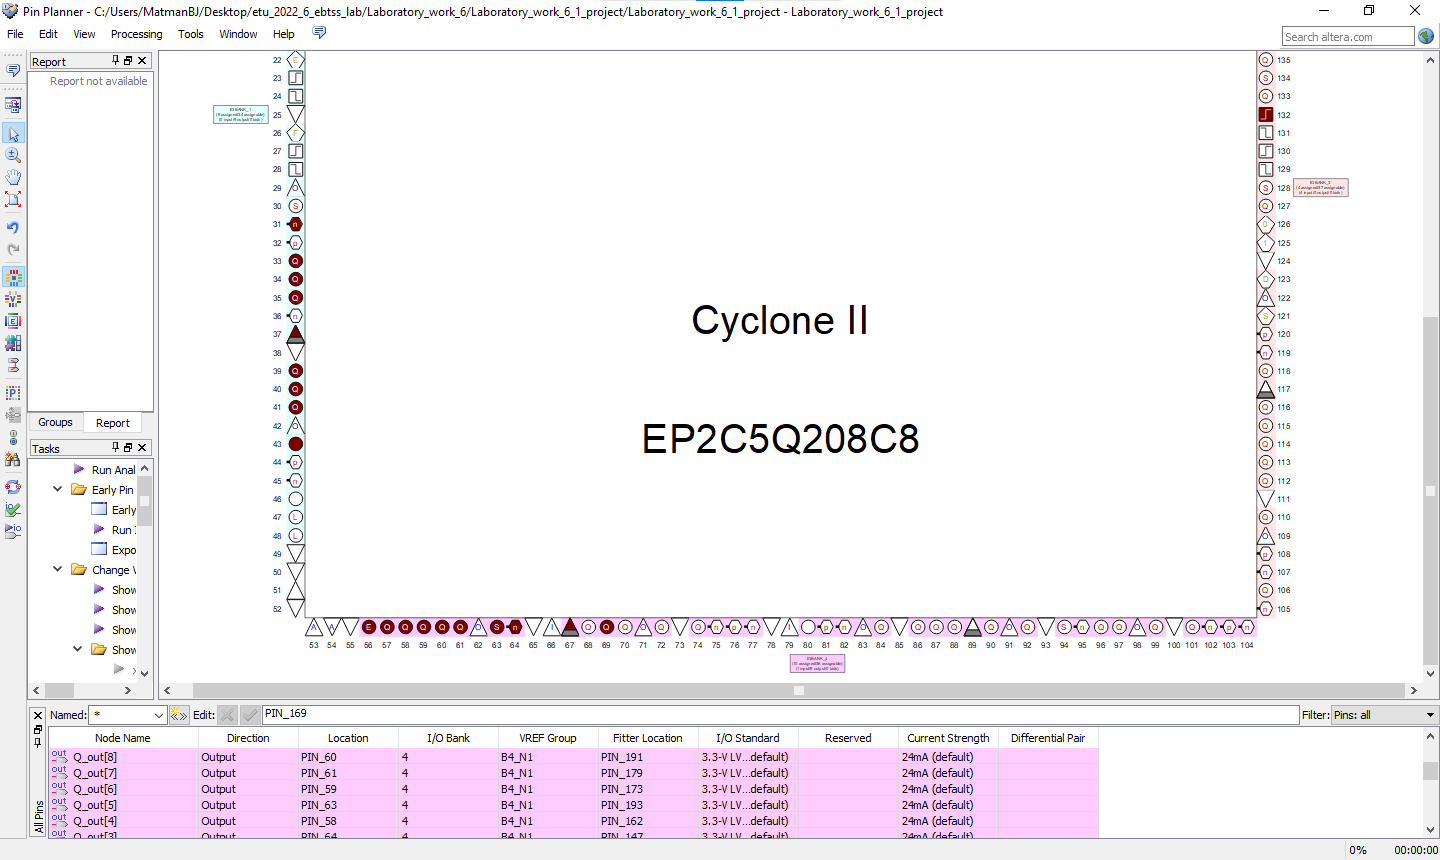 Pin Planner - C:/Users/MatmanBJ/Desktop/etu_2022_6_ebtss_lab/Laboratory_work_6/Laboratory_work_6_1_project/Laboratory_work_6_1_project - Laboratory_work_6_1_project
File Edit View Processing Tools Window Help
Search altera.com
Report
Report not available
Groups Report
Tasks
Run Anal
Early Pin
Early
Run I
Expo
Change V
Show
Show
Show
Show
22
23
24
25
26
27
28
29
30
31
32
33
34
35
36
37
38
39
40
41
42
43
44
45
46
47
48
49
50
51
52
Cyclone II
EP2C5Q208C8
135
134
133
132
131
130
129
128
127
126
125
124
123
122
121
120
119
118
117
116
115
114
113
112
111
110
109
108
107
106
105
53 54 55 56 57 58 59 60 61 62 63 64 65 66 67 68 69 70 71 72 73 74 75 76 77 78 79 80 81 82 83 84 85 86 87 88 89 90 91 92 93 94 95 96 97 98 99 100 101 102 103 104
Named: * Edit: PIN_169 Filter: Pins: all
Node Name Direction Location I/O Bank VREF Group Fitter Location I/O Standard Reserved Current Strength Differential Pair
out Q_out[8] Output PIN_60 4 B4_N1 PIN_191 3.3-V LV...default) 24mA (default)
out Q_out[7] Output PIN_61 4 B4_N1 PIN_179 3.3-V LV...default) 24mA (default)
out Q_out[6] Output PIN_59 4 B4_N1 PIN_173 3.3-V LV...default) 24mA (default)
out Q_out[5] Output PIN_63 4 B4_N1 PIN_193 3.3-V LV...default) 24mA (default)
out Q_out[4] Output PIN_58 4 B4_N1 PIN_162 3.3-V LV...default) 24mA (default)
out Q_out[3] Output PIN_64 4 B4_N1 PIN_147 3.3-V LV...default) 24mA (default)
All Pins
0% 00:00:00